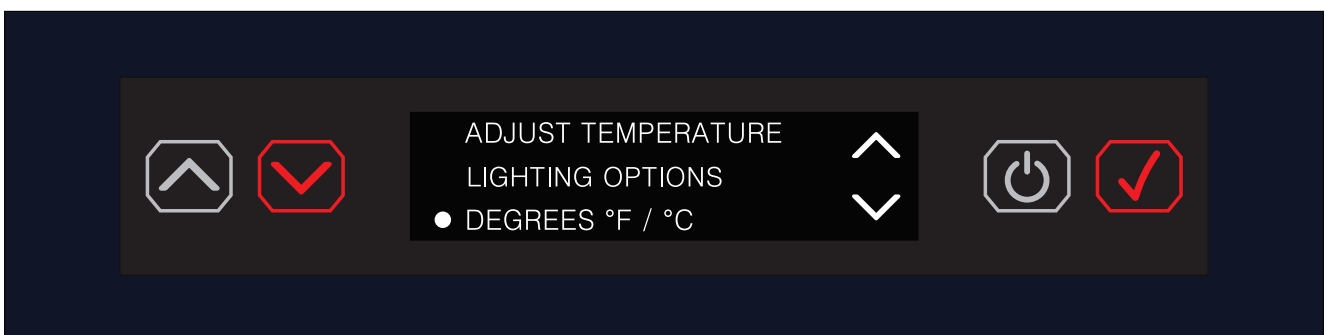 ADJUST TEMPERATURE
LIGHTING OPTIONS
DEGREES °F / °C